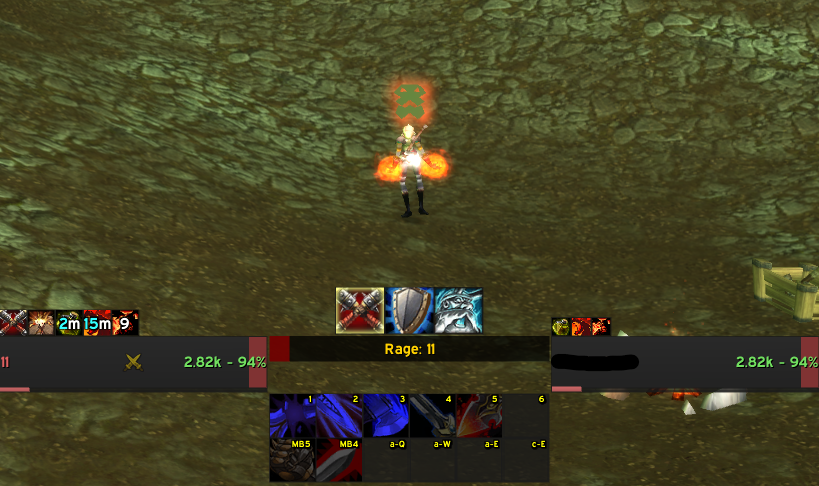 2m 15m 9
11
2.82k - 94%
Rage: 11
2.82k - 94%
1 2 3 4 5 6
MB5 MB4 a-Q a-W a-E c-E